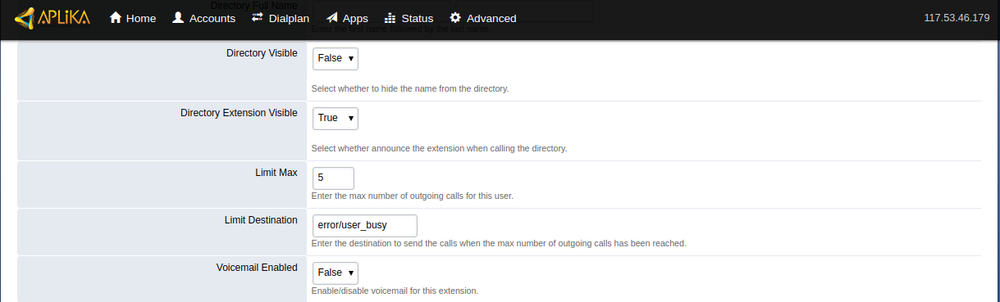 Directory Full Name
APLiKA
Home
Accounts
Dialplan
Apps
Status
Advanced
117.53.46.179
Enter the first name followed by the last name.
Directory Visible
False
Select whether to hide the name from the directory.
Directory Extension Visible
True
Select whether announce the extension when calling the directory.
Limit Max
5
Enter the max number of outgoing calls for this user.
Limit Destination
error/user_busy
Enter the destination to send the calls when the max number of outgoing calls has been reached.
Voicemail Enabled
False
Enable/disable voicemail for this extension.